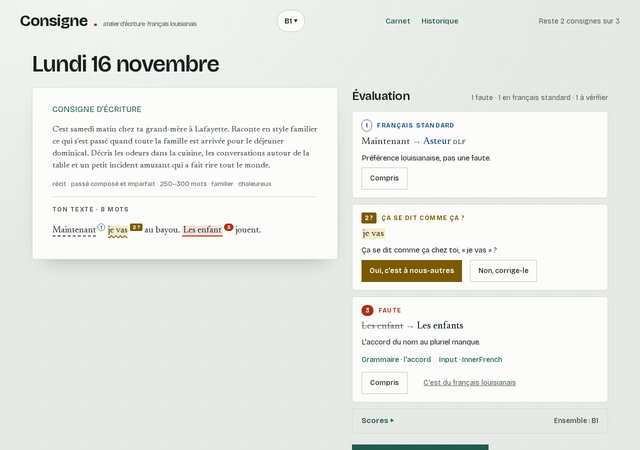 Consigne . atelier d'écriture · français louisianais
B1 ▾
Carnet Historique
Reste 2 consignes sur 3
Lundi 16 novembre
CONSIGNE D'ÉCRITURE
C'est samedi matin chez ta grand-mère à Lafayette. Raconte en style familier
ce qui s'est passé quand toute la famille est arrivée pour le déjeuner
dominical. Décris les odeurs dans la cuisine, les conversations autour de la
table et un petit incident amusant qui a fait rire tout le monde.
récit · passé composé et imparfait · 250–300 mots · familier · chaleureux
TON TEXTE · 8 MOTS
Maintenant 1 je vas 2 ? au bayou. Les enfant 3 jouent.
Évaluation
1 faute · 1 en français standard · 1 à vérifier
1 FRANÇAIS STANDARD
Maintenant → Asteur DLF
Préférence louisianaise, pas une faute.
Compris
2 ? ÇA SE DIT COMME ÇA ?
je vas
Ça se dit comme ça chez toi, « je vas » ?
Oui, c'est à nous-autres
Non, corrige-le
3 FAUTE
Les enfant → Les enfants
L'accord du nom au pluriel manque.
Grammaire · l'accord Input · InnerFrench
Compris
C'est du français louisianais
Scores ▸
Ensemble : B1